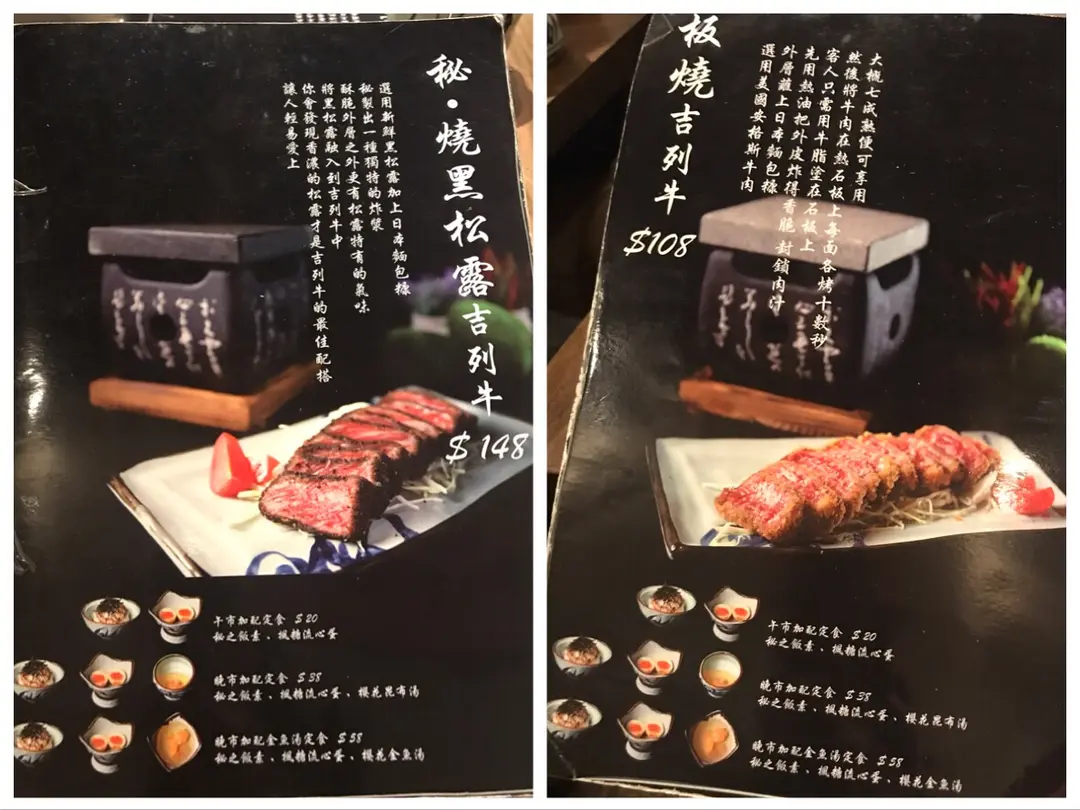 秘•燒黑松露吉列牛
$148
選用新鮮黑松露加上日本麵包糠
秘製出一種獨特的炸漿
酥脆外層之外更有松露特有的氣味
將黑松露融入到吉列牛中
你會發現香濃的松露才是吉列牛的最佳配搭
讓人輕易愛上
午市加配定食 $20
秘之飯素、楓糖流心蛋
晚市加配定食 $38
秘之飯素、楓糖流心蛋、櫻花昆布湯
晚市加配金魚湯定食 $58
秘之飯素、楓糖流心蛋、櫻花金魚湯
板燒吉列牛
$108
選用美國安格斯牛肉
外層蘸上日本麵包糠
先用熱油把外皮炸得香脆 封鎖肉汁
客人只需用牛脂塗在石板上
然後將牛肉在熱石板上每面各烤十數秒
大概七成熟便可享用
午市加配定食 $20
秘之飯素、楓糖流心蛋
晚市加配定食 $38
秘之飯素、楓糖流心蛋、櫻花昆布湯
晚市加配金魚湯定食 $58
秘之飯素、楓糖流心蛋、櫻花金魚湯